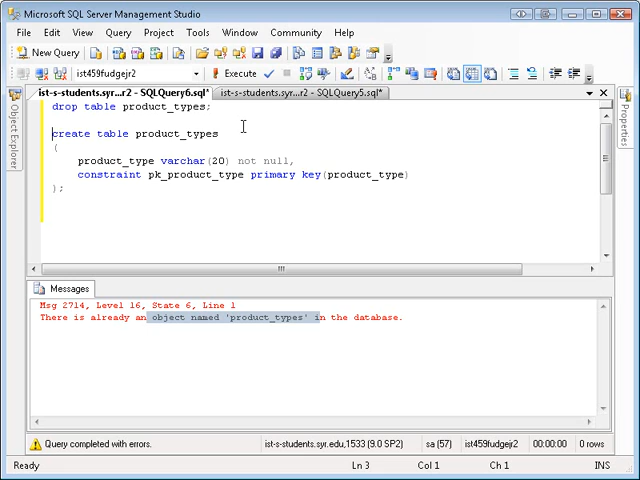 Microsoft SQL Server Management Studio
File Edit View Query Project Tools Window Community Help
New Query
ist459fudgejr2 Execute
ist-s-students.syr...r2 - SQLQuery6.sql* ist-s-students.syr...r2 - SQLQuery5.sql*
Object Explorer
Properties
drop table product_types;
create table product_types
(
product_type varchar(20) not null,
constraint pk_product_type primary key(product_type)
);
Messages
Msg 2714, Level 16, State 6, Line 1
There is already an object named 'product_types' in the database.
Query completed with errors. ist-s-students.syr.edu,1533 (9.0 SP2) sa (57) ist459fudgejr2 00:00:00 0 rows
Ready Ln 3 Col 1 Ch 1 INS